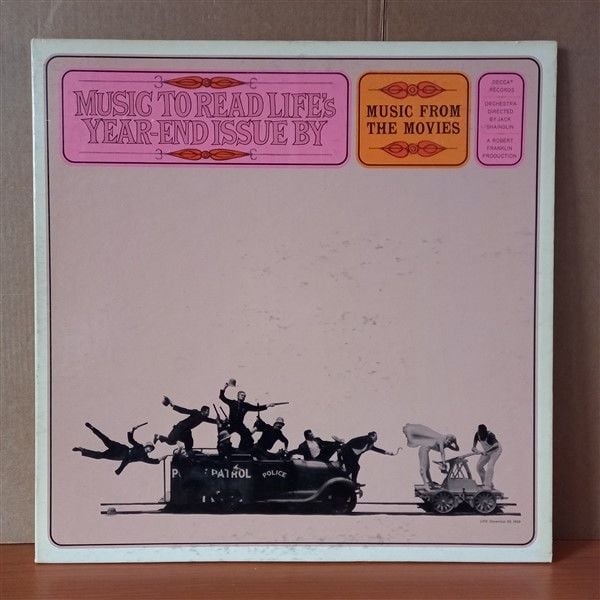 MUSIC TO READ LIFE's
YEAR-END ISSUE BY
MUSIC FROM
THE MOVIES
DECCA®
RECORDS
ORCHESTRA
DIRECTED
BY JACK
SHAINDLIN
A ROBERT
FRANKLIN
PRODUCTION
PATROL
POLICE